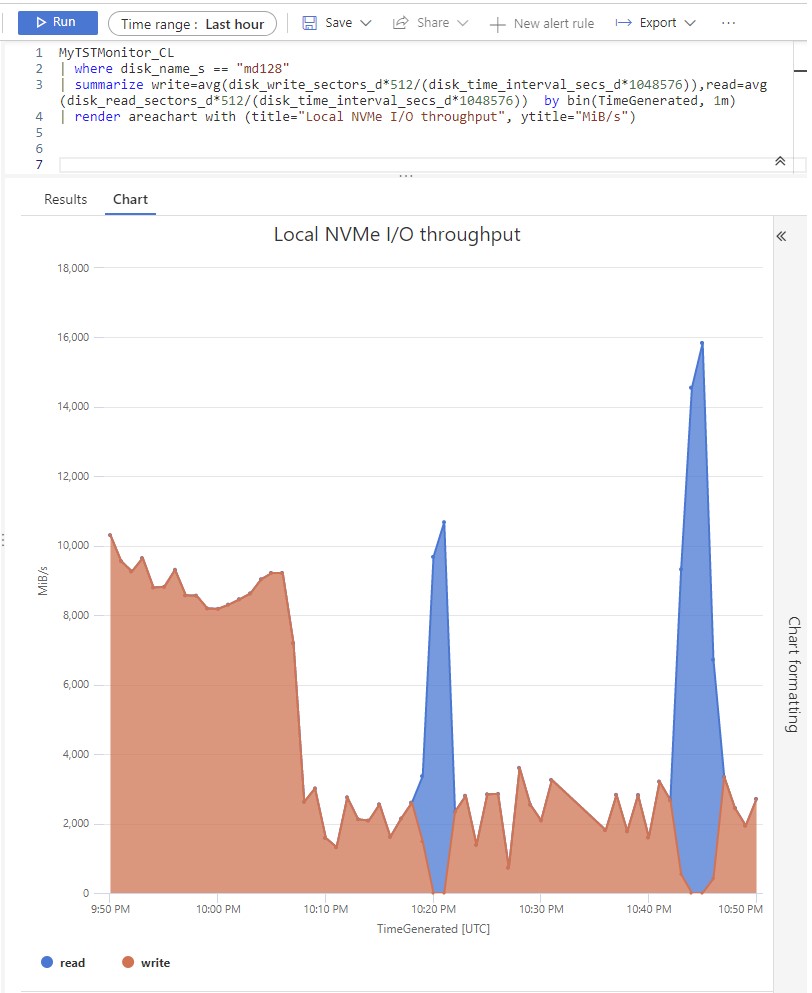 Run
Time range : Last hour
Save
Share
New alert rule
Export
...
1 MyTSTMonitor_CL
2 | where disk_name_s == "md128"
3 | summarize write=avg(disk_write_sectors_d*512/(disk_time_interval_secs_d*1048576)),read=avg
(disk_read_sectors_d*512/(disk_time_interval_secs_d*1048576))  by bin(TimeGenerated, 1m)
4 | render areachart with (title="Local NVMe I/O throughput", ytitle="MiB/s")
5
6
7
Results Chart
Local NVMe I/O throughput
18,000
16,000
14,000
12,000
10,000
8,000
6,000
4,000
2,000
0
MiB/s
9:50 PM 10:00 PM 10:10 PM 10:20 PM 10:30 PM 10:40 PM 10:50 PM
TimeGenerated [UTC]
read write
Chart formatting